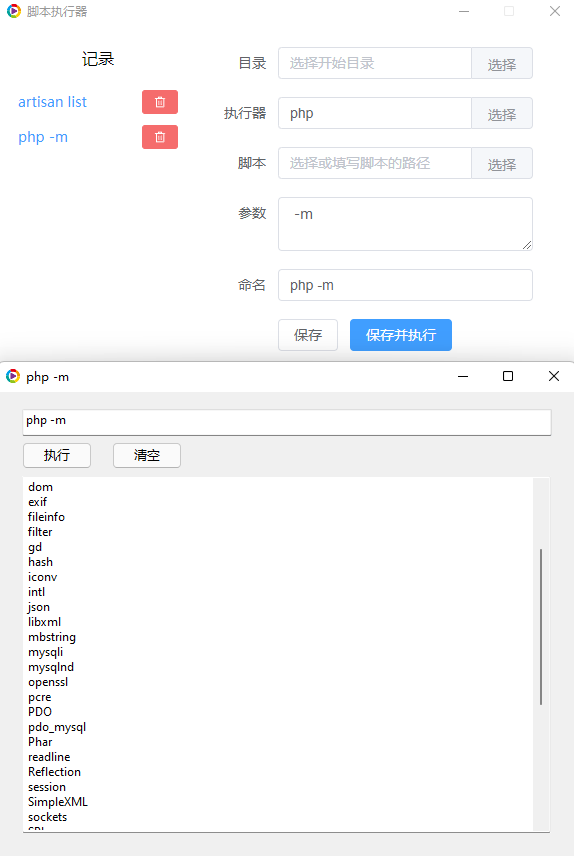 脚本执行器
记录
artisan list
php -m
目录
选择开始目录
选择
执行器
php
选择
脚本
选择或填写脚本的路径
选择
参数
-m
命名
php -m
保存
保存并执行
php -m
php -m
执行
清空
dom
exif
fileinfo
filter
gd
hash
iconv
intl
json
libxml
mbstring
mysqli
mysqlnd
openssl
pcre
PDO
pdo_mysql
Phar
readline
Reflection
session
SimpleXML
sockets